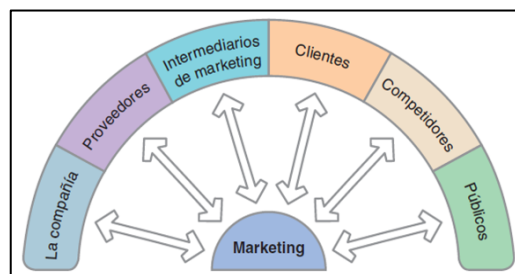 La compañía
Proveedores
Intermediarios
de marketing
Clientes
Competidores
Públicos
Marketing